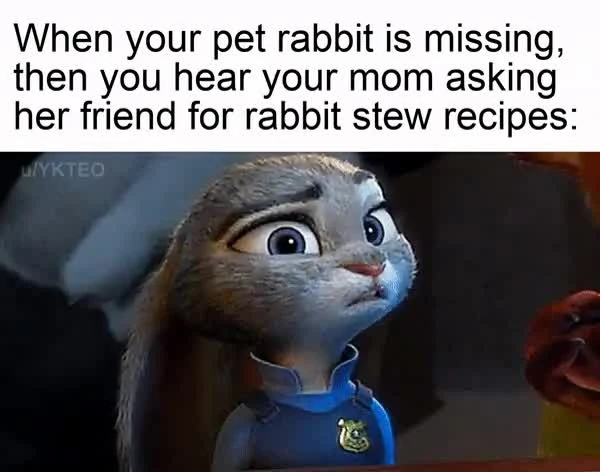 When your pet rabbit is missing,
then you hear your mom asking
her friend for rabbit stew recipes:
u/YKTEO